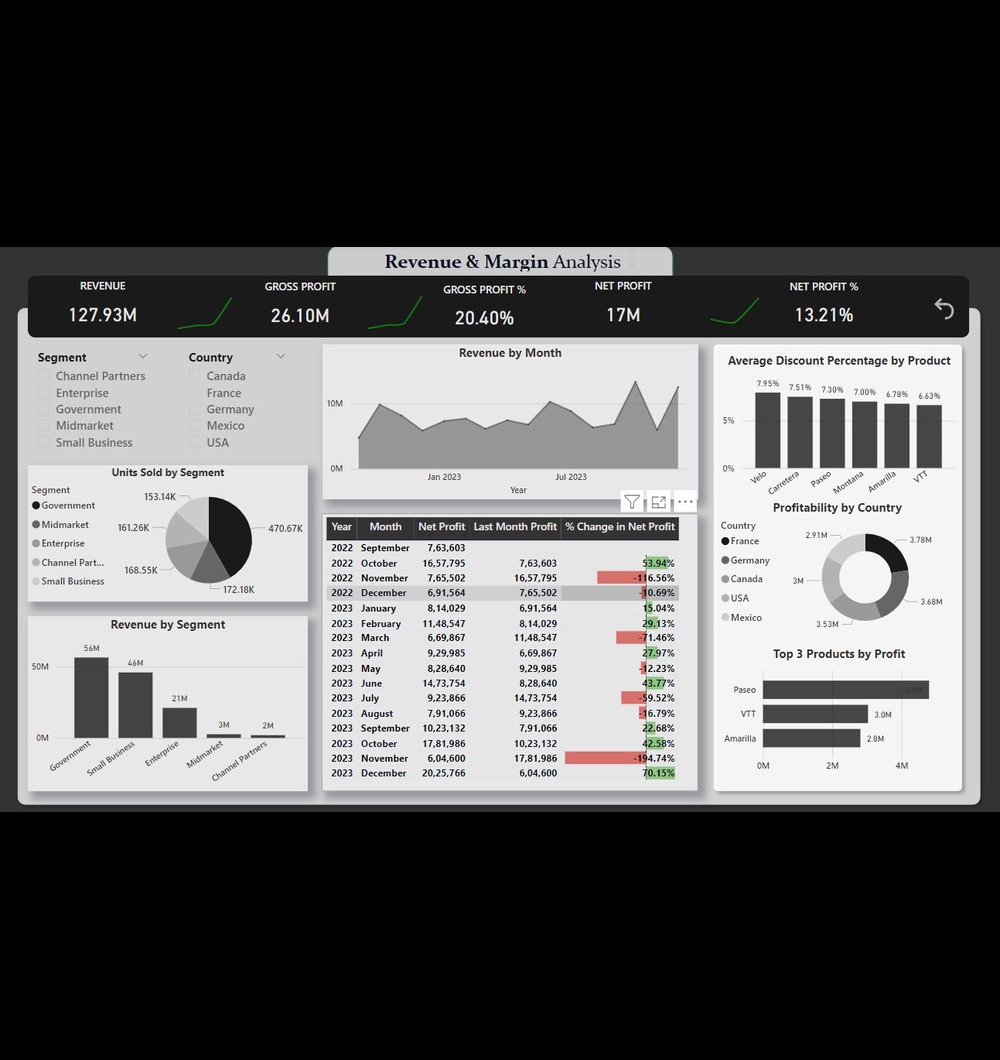 Revenue & Margin Analysis
REVENUE
127.93M
GROSS PROFIT
26.10M
GROSS PROFIT %
20.40%
NET PROFIT
17M
NET PROFIT %
13.21%
Segment
Channel Partners
Enterprise
Government
Midmarket
Small Business
Country
Canada
France
Germany
Mexico
USA
Units Sold by Segment
Segment
Government
Midmarket
Enterprise
Channel Part...
Small Business
153.14K
161.26K
168.55K
172.18K
470.67K
Revenue by Segment
50M
0M
56M
46M
21M
3M
2M
Government
Small Business
Enterprise
Midmarket
Channel Partners
Revenue by Month
10M
0M
Jan 2023
Jul 2023
Year
Year Month Net Profit Last Month Profit % Change in Net Profit
2022 September 7,63,603
2022 October 16,57,795 7,63,603 53.94%
2022 November 7,65,502 16,57,795 -116.56%
2022 December 6,91,564 7,65,502 -10.69%
2023 January 8,14,029 6,91,564 15.04%
2023 February 11,48,547 8,14,029 29.13%
2023 March 6,69,867 11,48,547 -71.46%
2023 April 9,29,985 6,69,867 27.97%
2023 May 8,28,640 9,29,985 -12.23%
2023 June 14,73,754 8,28,640 43.77%
2023 July 9,23,866 14,73,754 -59.52%
2023 August 7,91,066 9,23,866 -16.79%
2023 September 10,23,132 7,91,066 22.68%
2023 October 17,81,986 10,23,132 42.58%
2023 November 6,04,600 17,81,986 -194.74%
2023 December 20,25,766 6,04,600 70.15%
Average Discount Percentage by Product
5%
0%
7.95%
7.51%
7.30%
7.00%
6.78%
6.63%
Velo
Carretera
Paseo
Montana
Amarilla
VTT
Profitability by Country
Country
France
Germany
Canada
USA
Mexico
2.91M
3.78M
3M
3.68M
3.53M
Top 3 Products by Profit
Paseo
VTT 3.0M
Amarilla 2.8M
0M 2M 4M